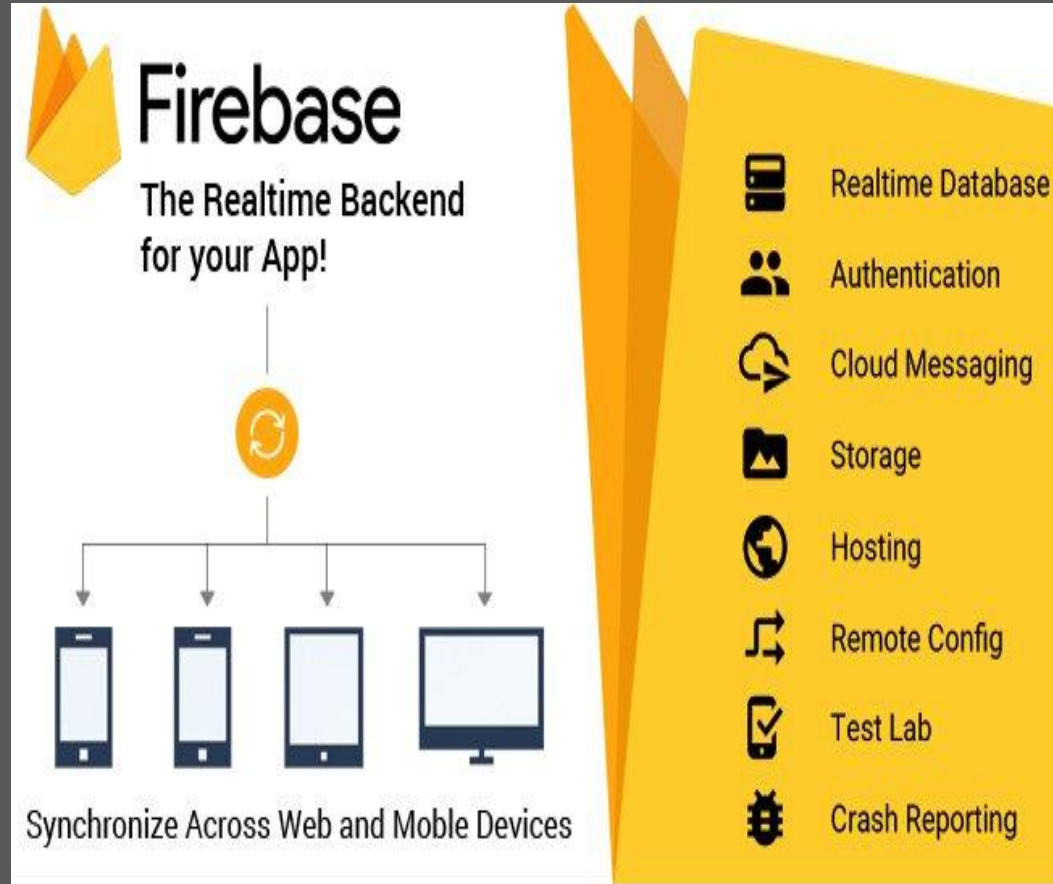 Firebase
The Realtime Backend
for your App!
Synchronize Across Web and Moble Devices
Realtime Database
Authentication
Cloud Messaging
Storage
Hosting
Remote Config
Test Lab
Crash Reporting